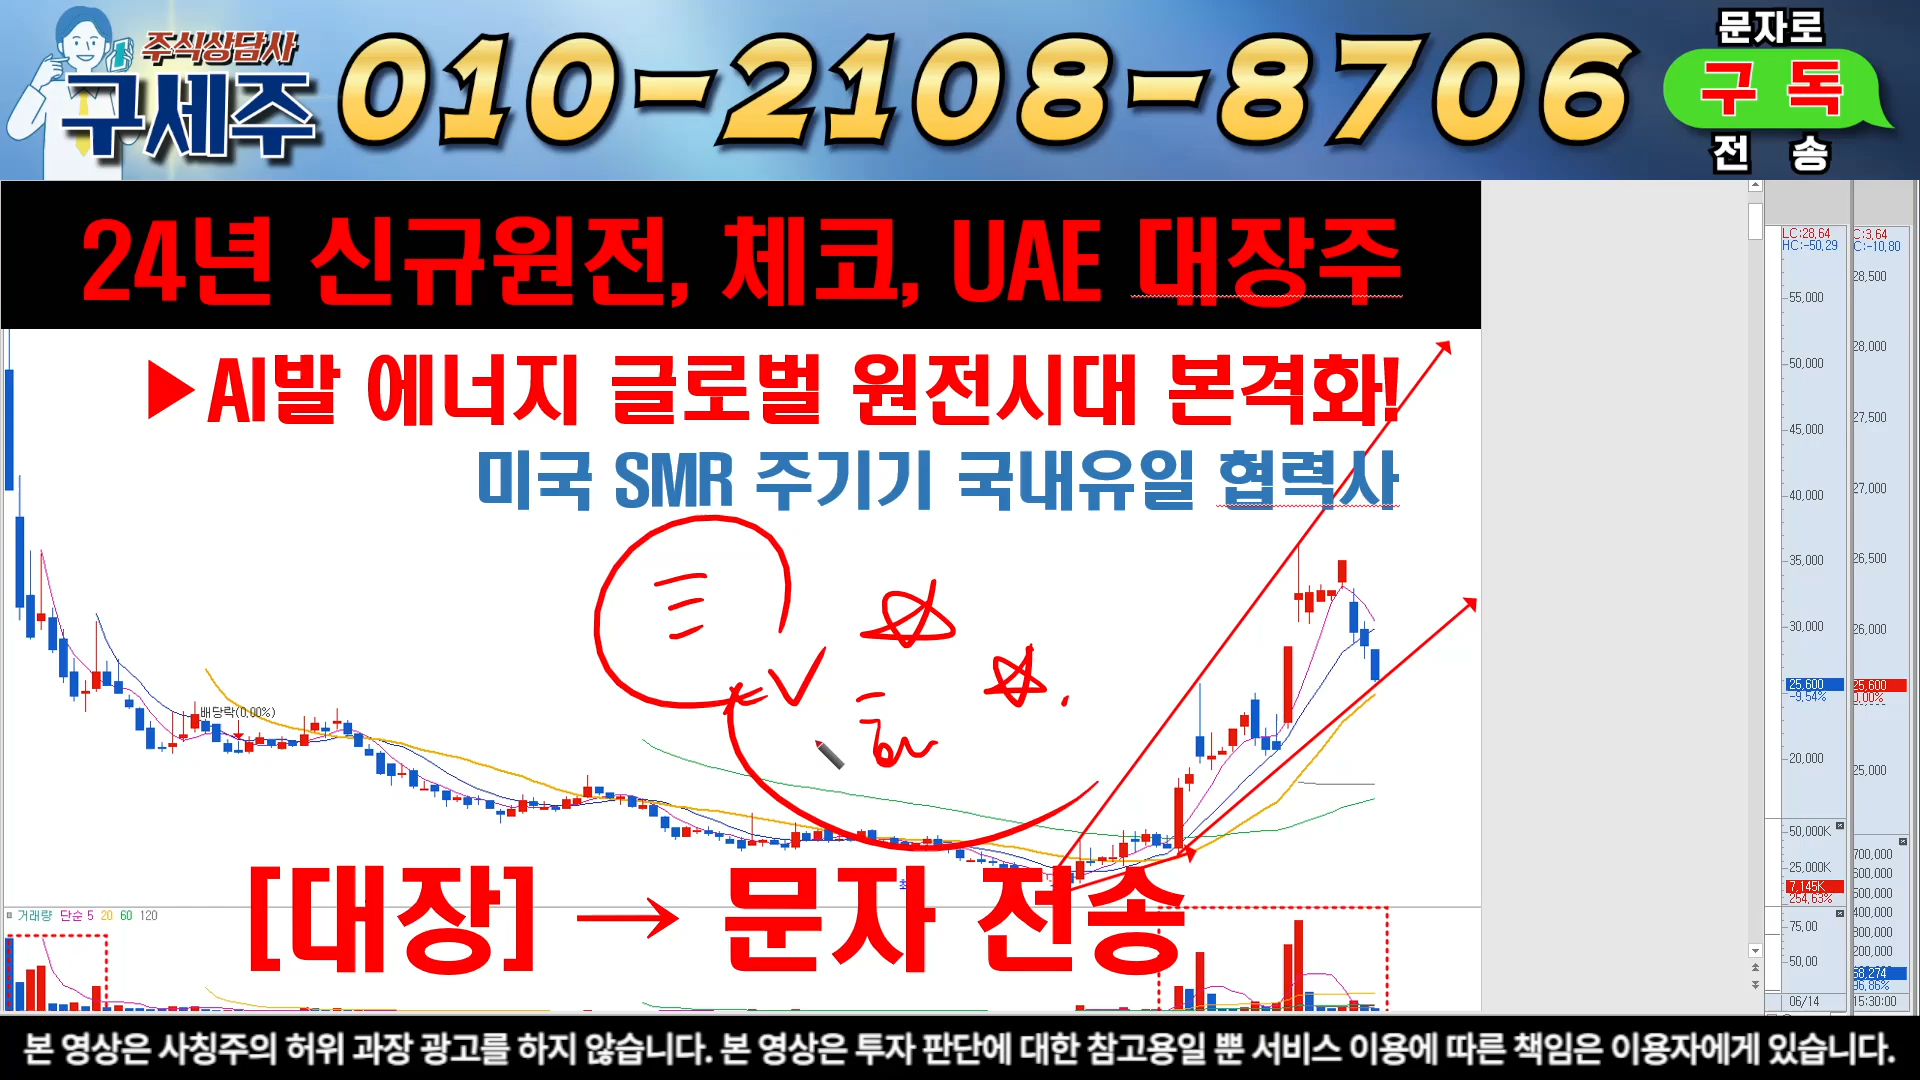 주식상담사
구세주
010-2108-8706
문자로
구 독
전 송
24년 신규원전, 체코, UAE 대장주
▶AI발 에너지 글로벌 원전시대 본격화!
미국 SMR 주기기 국내유일 협력사
배당락(0,00%)
[대장] → 문자 전송
거래량 단순 5 20 60 120
LC:28,64
HC:-50,29
55,000
50,000
45,000
40,000
35,000
30,000
25,600
-9,54%
20,000
50,000K
25,000K
7,145K
254,63%
75,00
50,00
06/14
C:3,64
C:-10,80
28,500
28,000
27,500
27,000
26,500
26,000
25,600
25,000
700,000
600,000
500,000
400,000
300,000
200,000
58,274
96,86%
15:30:00
본 영상은 사칭주의 허위 과장 광고를 하지 않습니다. 본 영상은 투자 판단에 대한 참고용일 뿐 서비스 이용에 따른 책임은 이용자에게 있습니다.